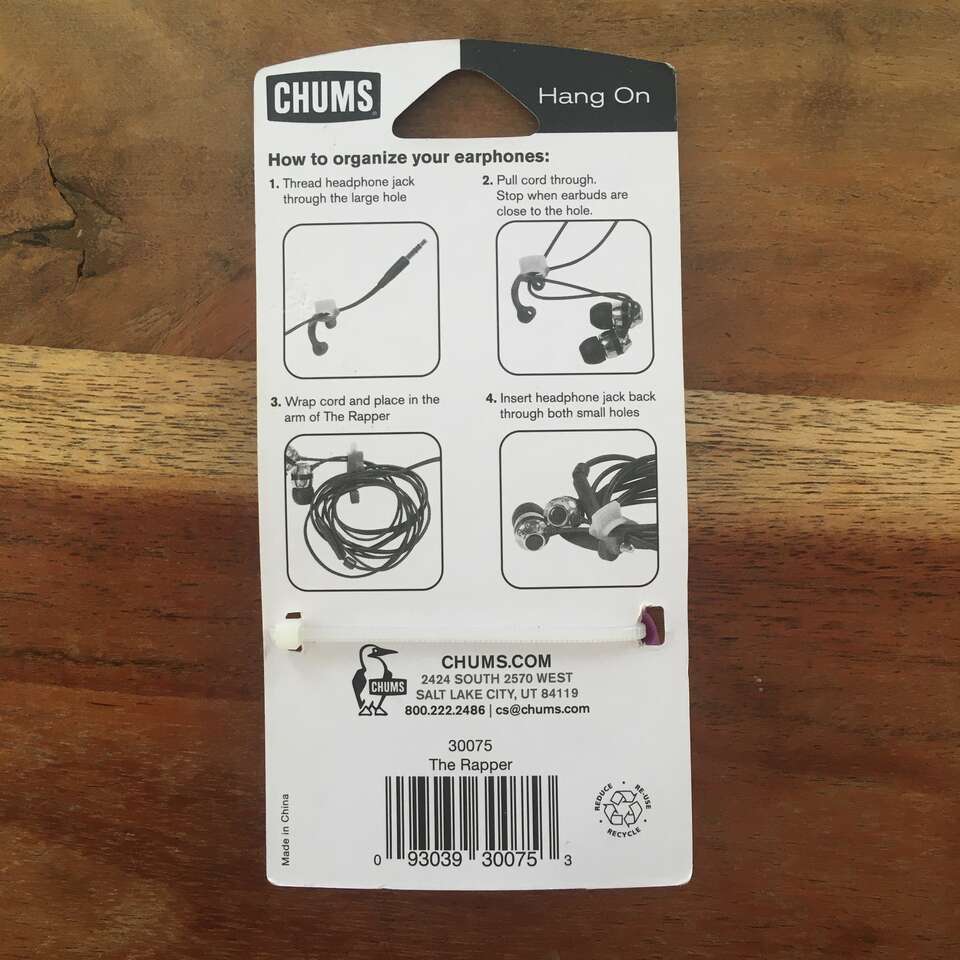 CHUMS
Hang On
How to organize your earphones:
1. Thread headphone jack
through the large hole
2. Pull cord through.
Stop when earbuds are
close to the hole.
3. Wrap cord and place in the
arm of The Rapper
4. Insert headphone jack back
through both small holes
CHUMS
CHUMS.COM
2424 SOUTH 2570 WEST
SALT LAKE CITY, UT 84119
800.222.2486 | cs@chums.com
30075
The Rapper
0 93039 30075 3
Made in China
REDUCE • RE-USE • RECYCLE •